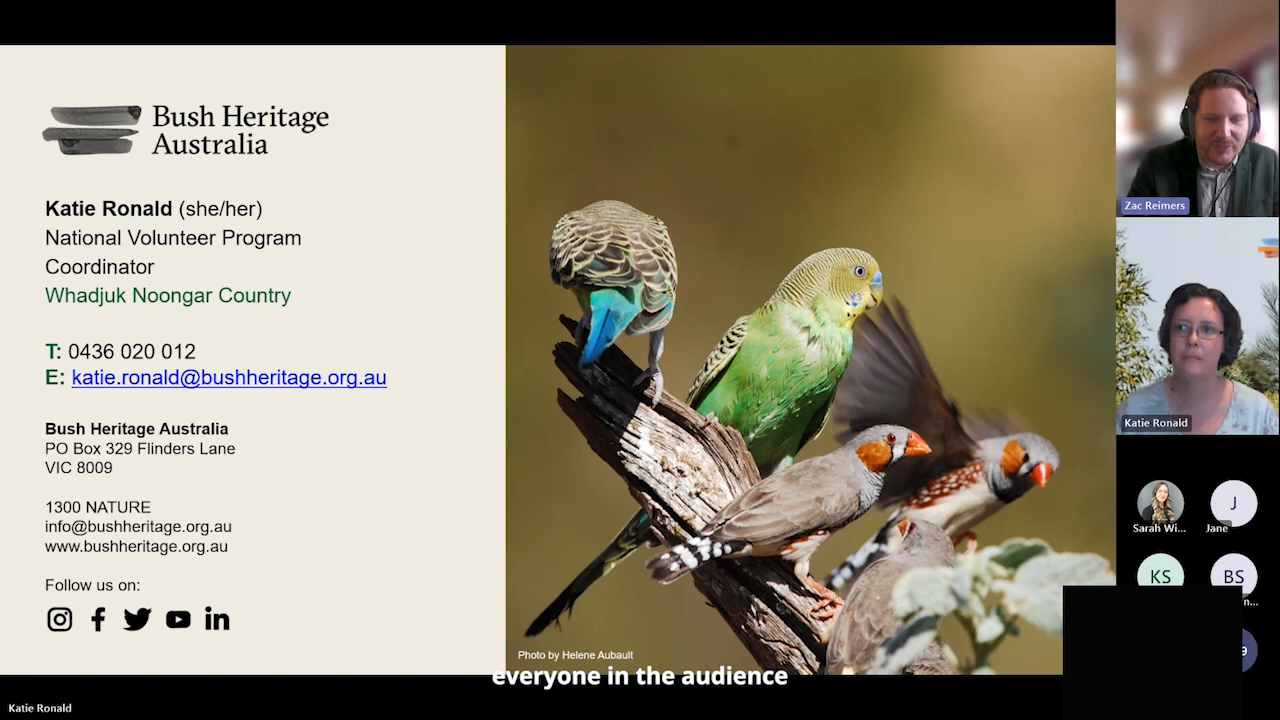 Bush Heritage
Australia
Katie Ronald (she/her)
National Volunteer Program
Coordinator
Whadjuk Noongar Country
T: 0436 020 012
E: katie.ronald@bushheritage.org.au
Bush Heritage Australia
PO Box 329 Flinders Lane
VIC 8009
1300 NATURE
info@bushheritage.org.au
www.bushheritage.org.au
Follow us on:
Photo by Helene Aubault
everyone in the audience
Katie Ronald
Zac Reimers
Katie Ronald
Sarah Wi...
J
Jane
KS
BS